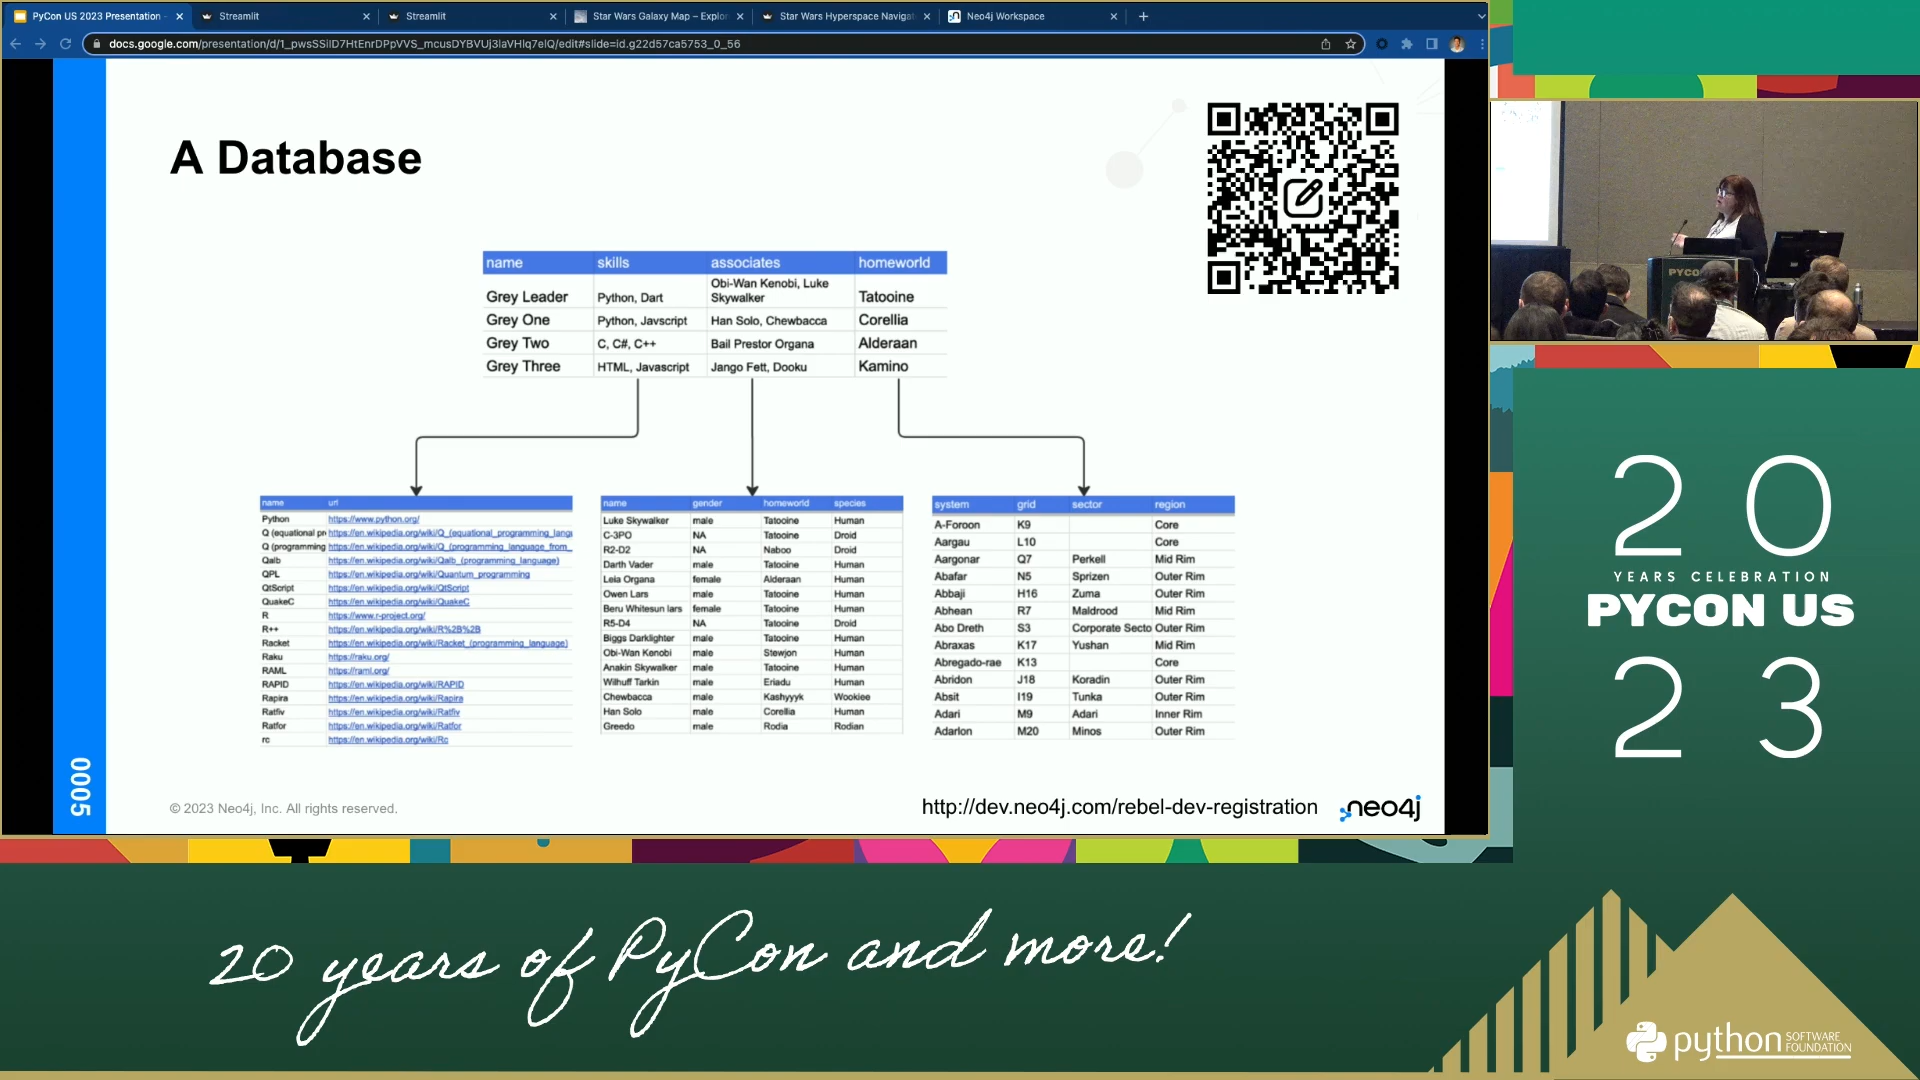 PyCon US 2023 Presentation
Streamlit
Streamlit
Star Wars Galaxy Map – Explor
Star Wars Hyperspace Navigat
Neo4j Workspace
docs.google.com/presentation/d/1_pwsSSiID7HtEnrDPpVVS_mcusDYBVUj3laVHlq7elQ/edit#slide=id.g22d57ca5753_0_56
A Database
name skills associates homeworld
Grey Leader Python, Dart Obi-Wan Kenobi, Luke Skywalker Tatooine
Grey One Python, Javscript Han Solo, Chewbacca Corellia
Grey Two C, C#, C++ Bail Prestor Organa Alderaan
Grey Three HTML, Javascript Jango Fett, Dooku Kamino
name url
Python https://www.python.org/
Q (equational pr https://en.wikipedia.org/wiki/Q_(equational_programming_langu
Q (programming https://en.wikipedia.org/wiki/Q_(programming_language_from_
Qalb https://en.wikipedia.org/wiki/Qalb_(programming_language)
QPL https://en.wikipedia.org/wiki/Quantum_programming
QtScript https://en.wikipedia.org/wiki/QtScript
QuakeC https://en.wikipedia.org/wiki/QuakeC
R https://www.r-project.org/
R++ https://en.wikipedia.org/wiki/R%2B%2B
Racket https://en.wikipedia.org/wiki/Racket_(programming_language)
Raku https://raku.org/
RAML https://raml.org/
RAPID https://en.wikipedia.org/wiki/RAPID
Rapira https://en.wikipedia.org/wiki/Rapira
Ratfiv https://en.wikipedia.org/wiki/Ratfiv
Ratfor https://en.wikipedia.org/wiki/Ratfor
rc https://en.wikipedia.org/wiki/Rc
name gender homeworld species
Luke Skywalker male Tatooine Human
C-3PO NA Tatooine Droid
R2-D2 NA Naboo Droid
Darth Vader male Tatooine Human
Leia Organa female Alderaan Human
Owen Lars male Tatooine Human
Beru Whitesun lars female Tatooine Human
R5-D4 NA Tatooine Droid
Biggs Darklighter male Tatooine Human
Obi-Wan Kenobi male Stewjon Human
Anakin Skywalker male Tatooine Human
Wilhuff Tarkin male Eriadu Human
Chewbacca male Kashyyyk Wookiee
Han Solo male Corellia Human
Greedo male Rodia Rodian
system grid sector region
A-Foroon K9 Core
Aargau L10 Core
Aargonar Q7 Perkell Mid Rim
Abafar N5 Sprizen Outer Rim
Abbaji H16 Zuma Outer Rim
Abhean R7 Maldrood Mid Rim
Abo Dreth S3 Corporate Secto Outer Rim
Abraxas K17 Yushan Mid Rim
Abregado-rae K13 Core
Abridon J18 Koradin Outer Rim
Absit I19 Tunka Outer Rim
Adari M9 Adari Inner Rim
Adarlon M20 Minos Outer Rim
0005
© 2023 Neo4j, Inc. All rights reserved.
http://dev.neo4j.com/rebel-dev-registration
neo4j
PYCO
20
YEARS CELEBRATION
PYCON US
23
20 years of PyCon and more!
python SOFTWARE
FOUNDATION